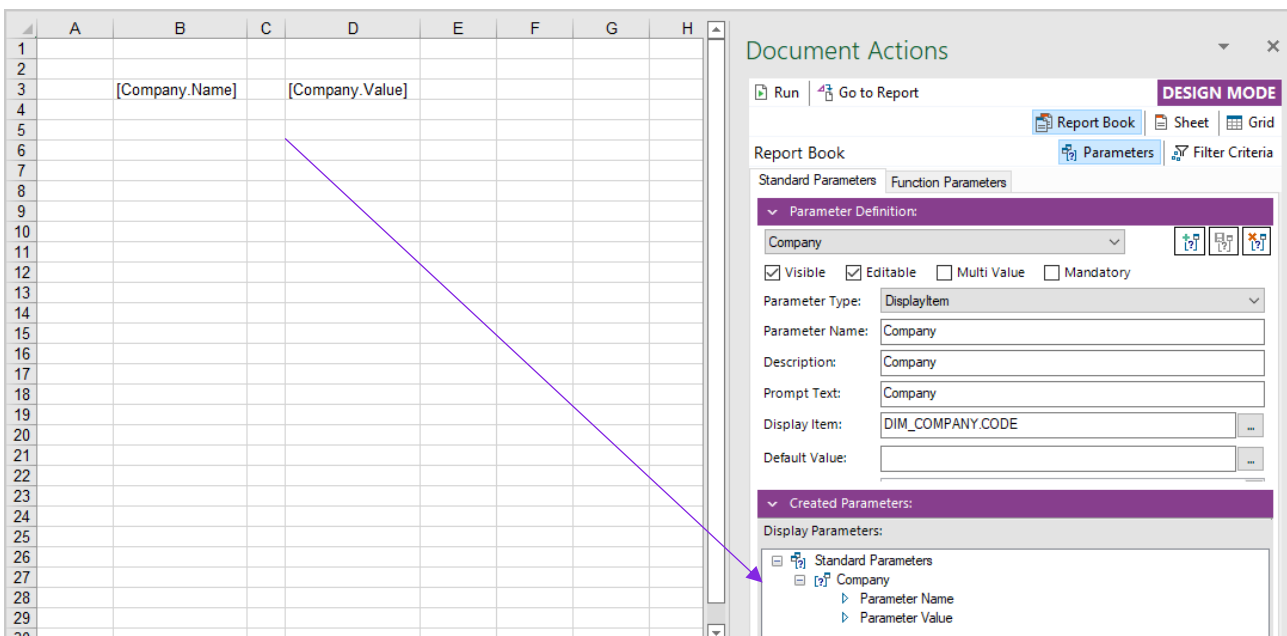 A B C D E F G H
1
2
3 [Company.Name] [Company.Value]
4
5
6
7
8
9
10
11
12
13
14
15
16
17
18
19
20
21
22
23
24
25
26
27
28
29
Document Actions
Run Go to Report DESIGN MODE
Report Book Sheet Grid
Report Book Parameters Filter Criteria
Standard Parameters Function Parameters
Parameter Definition:
Company
Visible Editable Multi Value Mandatory
Parameter Type: DisplayItem
Parameter Name: Company
Description: Company
Prompt Text: Company
Display Item: DIM_COMPANY.CODE ...
Default Value: ...
Created Parameters:
Display Parameters:
Standard Parameters
Company
Parameter Name
Parameter Value